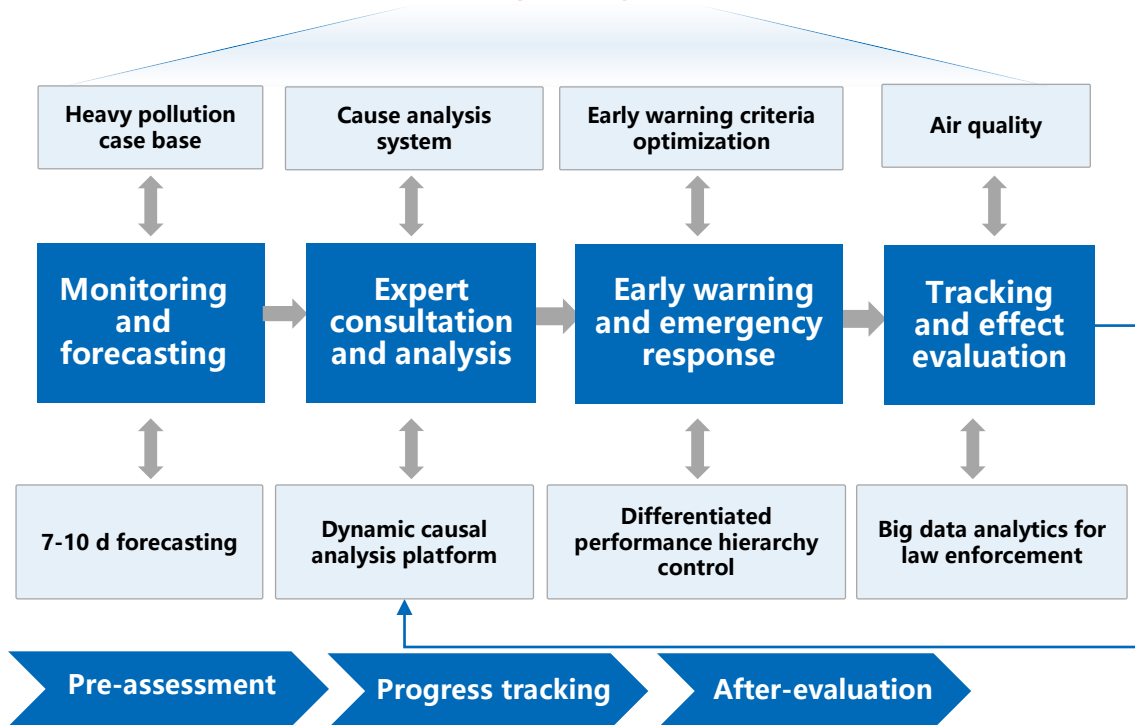 Heavy pollution
case base
Cause analysis
system
Early warning criteria
optimization
Air quality
Monitoring
and
forecasting
Expert
consultation
and analysis
Early warning
and emergency
response
Tracking
and effect
evaluation
7-10 d forecasting
Dynamic causal
analysis platform
Differentiated
performance hierarchy
control
Big data analytics for
law enforcement
Pre-assessment
Progress tracking
After-evaluation